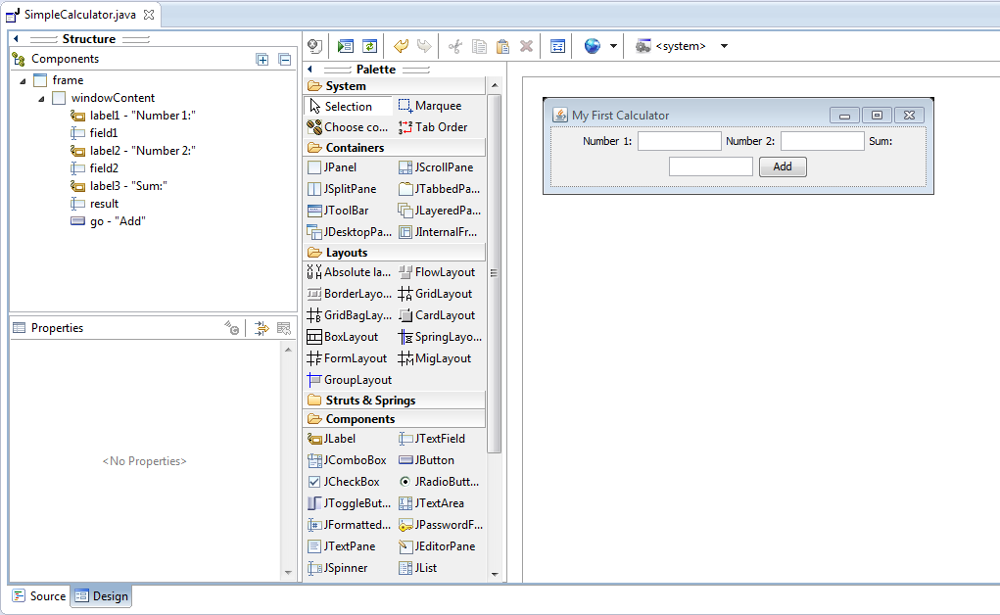 SimpleCalculator.java
Structure
Components
frame
windowContent
label1 - "Number 1:"
field1
label2 - "Number 2:"
field2
label3 - "Sum:"
result
go - "Add"
Properties
<No Properties>
<system>
Palette
System
Selection Marquee
Choose co... Tab Order
Containers
JPanel JScrollPane
JSplitPane JTabbedPa...
JToolBar JLayeredPa...
JDesktopPa... JInternalFr...
Layouts
Absolute la... FlowLayout
BorderLayo... GridLayout
GridBagLay... CardLayout
BoxLayout SpringLayo...
FormLayout MigLayout
GroupLayout
Struts & Springs
Components
JLabel JTextField
JComboBox JButton
JCheckBox JRadioButt...
JToggleBut... JTextArea
JFormatted... JPasswordF...
JTextPane JEditorPane
JSpinner JList
My First Calculator
Number 1: Number 2: Sum:
Add
Source Design